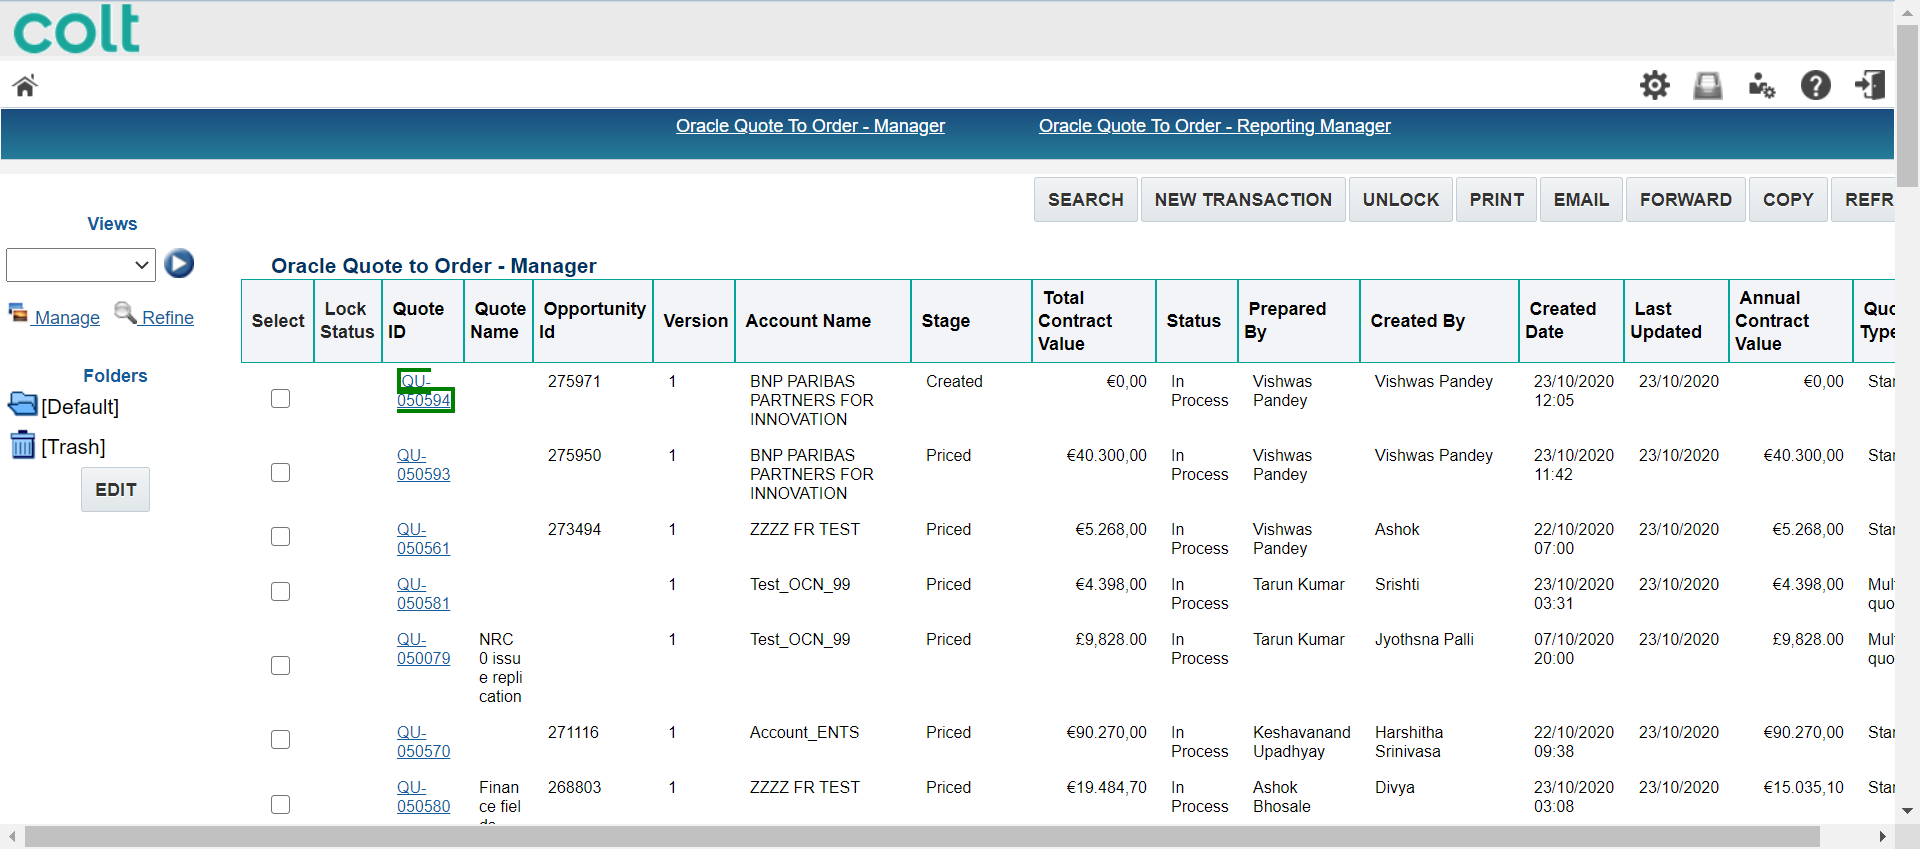 colt
Oracle Quote To Order - Manager
Oracle Quote To Order - Reporting Manager
SEARCH
NEW TRANSACTION
UNLOCK
PRINT
EMAIL
FORWARD
COPY
REFR
Views
Manage
Refine
Folders
[Default]
[Trash]
EDIT
Oracle Quote to Order - Manager
Select
Lock
Status
Quote
ID
Quote
Name
Opportunity
Id
Version
Account Name
Stage
Total
Contract
Value
Status
Prepared
By
Created By
Created
Date
Last
Updated
Annual
Contract
Value
Quo
Type
QU-
050594
275971
1
BNP PARIBAS
PARTNERS FOR
INNOVATION
Created
€0,00
In
Process
Vishwas
Pandey
Vishwas Pandey
23/10/2020
12:05
23/10/2020
€0,00
Star
QU-
050593
275950
1
BNP PARIBAS
PARTNERS FOR
INNOVATION
Priced
€40.300,00
In
Process
Vishwas
Pandey
Vishwas Pandey
23/10/2020
11:42
23/10/2020
€40.300,00
Star
QU-
050561
273494
1
ZZZZ FR TEST
Priced
€5.268,00
In
Process
Vishwas
Pandey
Ashok
22/10/2020
07:00
23/10/2020
€5.268,00
Star
QU-
050581
1
Test_OCN_99
Priced
€4.398,00
In
Process
Tarun Kumar
Srishti
23/10/2020
03:31
23/10/2020
€4.398,00
Mul
quo
QU-
050079
NRC
0 issu
e repli
cation
1
Test_OCN_99
Priced
£9,828.00
In
Process
Tarun Kumar
Jyothsna Palli
07/10/2020
20:00
23/10/2020
£9,828.00
Mul
quo
QU-
050570
271116
1
Account_ENTS
Priced
€90.270,00
In
Process
Keshavanand
Upadhyay
Harshitha
Srinivasa
22/10/2020
09:38
23/10/2020
€90.270,00
Star
QU-
050580
Finan
ce fiel
268803
1
ZZZZ FR TEST
Priced
€19.484,70
In
Process
Ashok
Bhosale
Divya
23/10/2020
03:08
23/10/2020
€15.035,10
Star